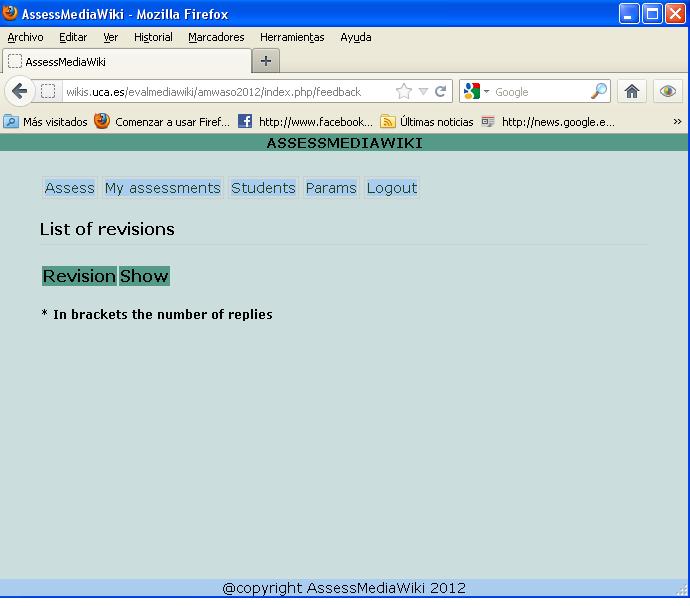 AssessMediaWiki - Mozilla Firefox
Archivo Editar Ver Historial Marcadores Herramientas Ayuda
AssessMediaWiki
wikis.uca.es/evalmediawiki/amwaso2012/index.php/feedback Google
Más visitados Comenzar a usar Firef... http://www.facebook... Últimas noticias http://news.google.e... »
ASSESSMEDIAWIKI
Assess My assessments Students Params Logout
List of revisions
Revision Show
* In brackets the number of replies
@copyright AssessMediaWiki 2012